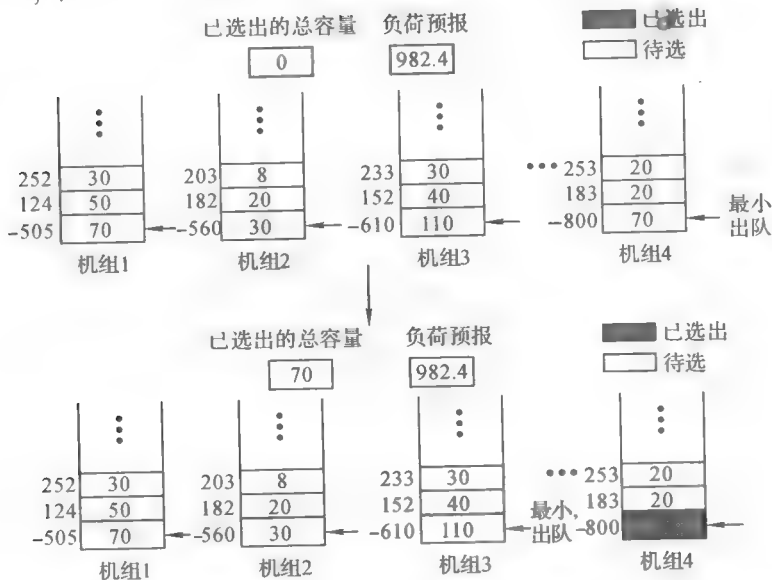 已选出的总容量 负荷预报 已选出
0 982.4 待选
252 30 203 8 233 30 ••• 253 20
124 50 182 20 152 40 183 20
-505 70 -560 30 -610 110 -800 70 最小
出队
机组1 机组2 机组3 机组4
已选出的总容量 负荷预报 已选出
70 982.4 待选
252 30 203 8 233 30 ••• 253 20
124 50 182 20 152 40 最小, 183 20
-505 70 -560 30 -610 110 出队 -800
机组1 机组2 机组3 机组4